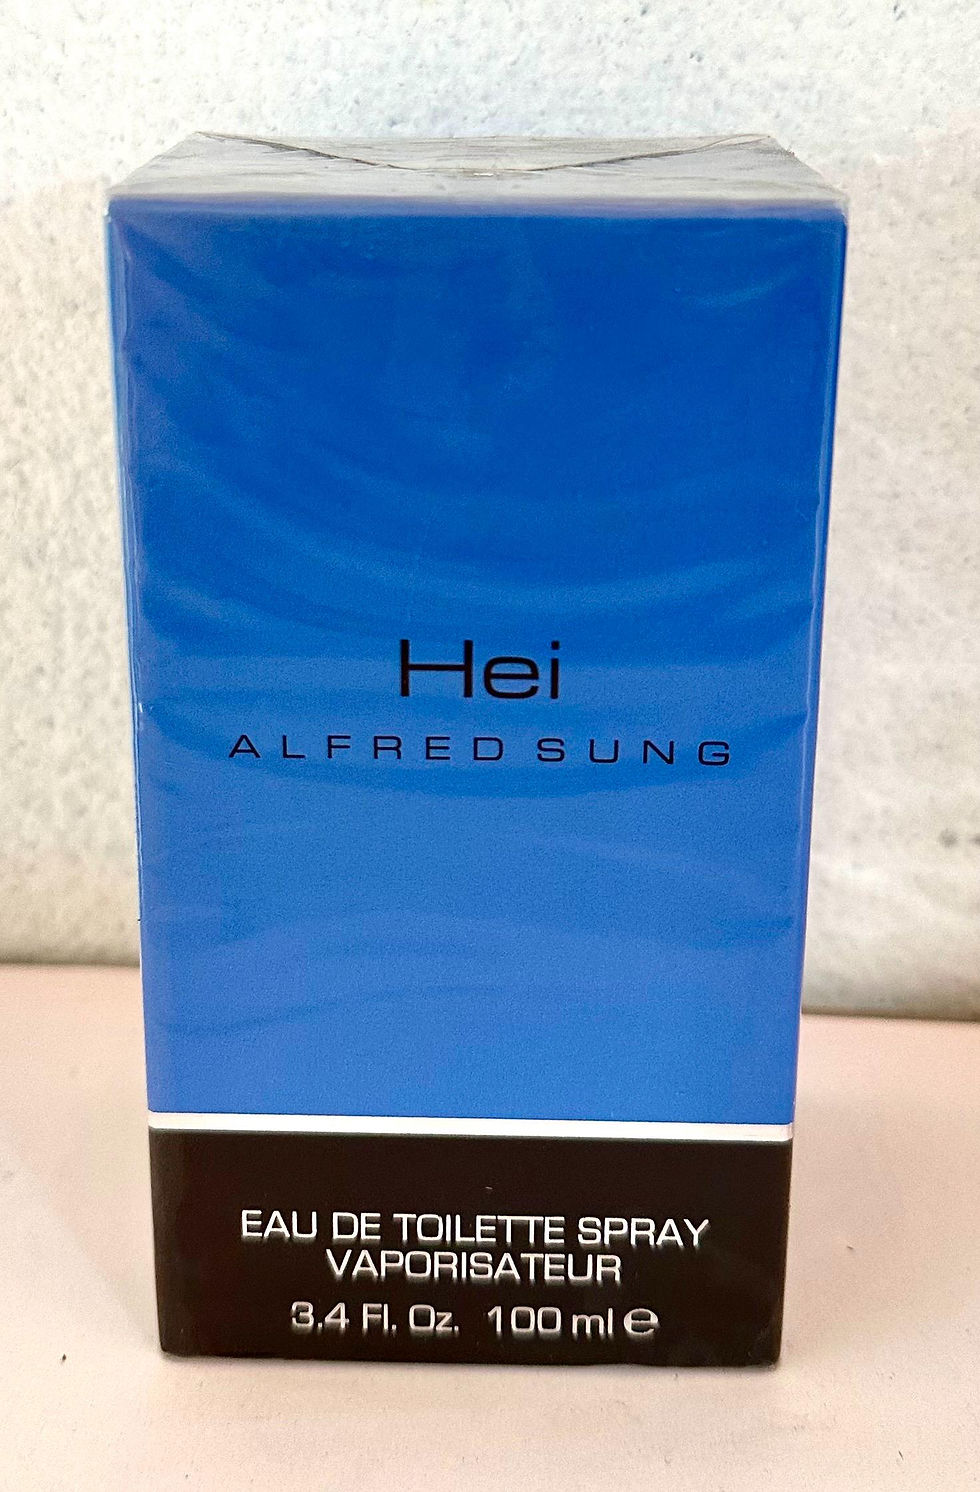 Hei
ALFRED SUNG
EAU DE TOILETTE SPRAY
VAPORISATEUR
3.4 Fl. Oz. 100 ml ℮